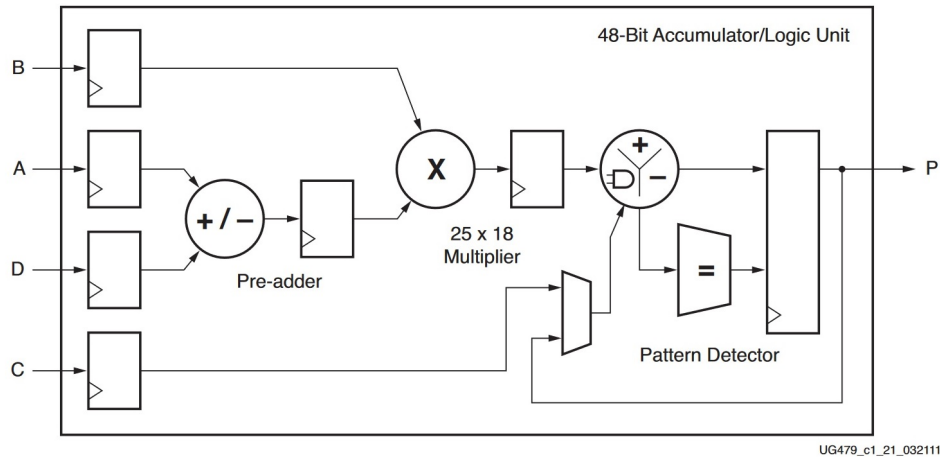 48-Bit Accumulator/Logic Unit
B
A
D
C
+ / –
Pre-adder
X
25 x 18
Multiplier
+
–
=
Pattern Detector
P
UG479_c1_21_032111